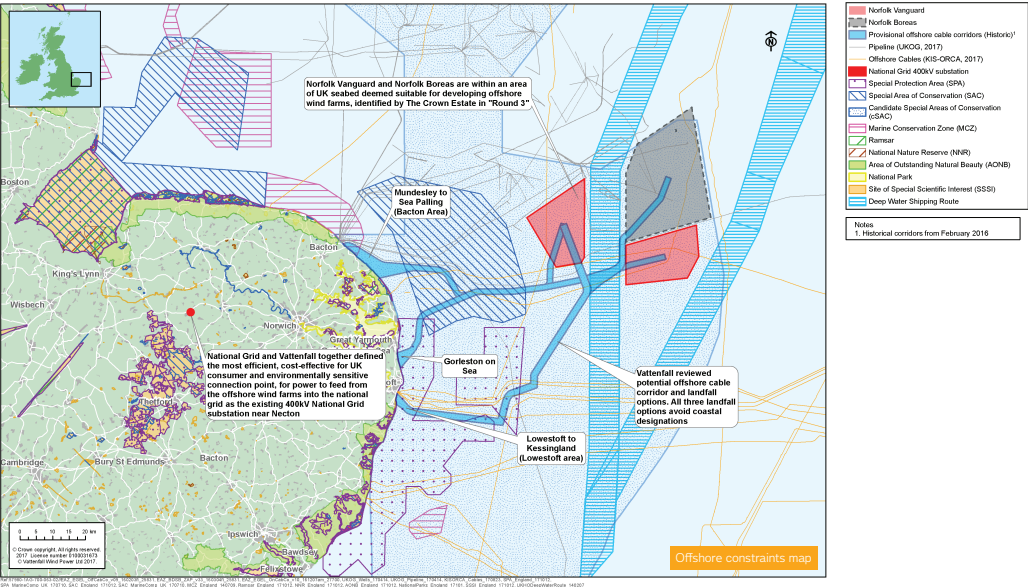 Norfolk Vanguard and Norfolk Boreas are within an area
of UK seabed deemed suitable for developing offshore
wind farms, identified by The Crown Estate in "Round 3"
Mundesley to
Sea Palling
(Bacton Area)
Boston
Bacton
King's Lynn
Wisbech
Norwich
Great Yarmouth
National Grid and Vattenfall together defined
the most efficient, cost-effective for UK
consumer and environmentally sensitive
connection point, for power to feed from
the offshore wind farms into the national
grid as the existing 400kV National Grid
substation near Necton
Gorleston on
Sea
Vattenfall reviewed
potential offshore cable
corridor and landfall
options. All three landfall
options avoid coastal
designations
Thetford
Lowestoft to
Kessingland
(Lowestoft area)
Cambridge
Bury St Edmunds
Bacton
Ipswich
Bawdsey
Felixstowe
0 5 10 15 20 km
© Crown copyright, All rights reserved.
2017 Licence number 0100031673
© Vattenfall Wind Power Ltd 2017.
Offshore constraints map
Norfolk Vanguard
Norfolk Boreas
Provisional offshore cable corridors (Historic)¹
Pipeline (UKOG, 2017)
Offshore Cables (KIS-ORCA, 2017)
National Grid 400kV substation
Special Protection Area (SPA)
Special Area of Conservation (SAC)
Candidate Special Areas of Conservation
(cSAC)
Marine Conservation Zone (MCZ)
Ramsar
National Nature Reserve (NNR)
Area of Outstanding Natural Beauty (AONB)
National Park
Site of Special Scientific Interest (SSSI)
Deep Water Shipping Route
Notes
1. Historical corridors from February 2016